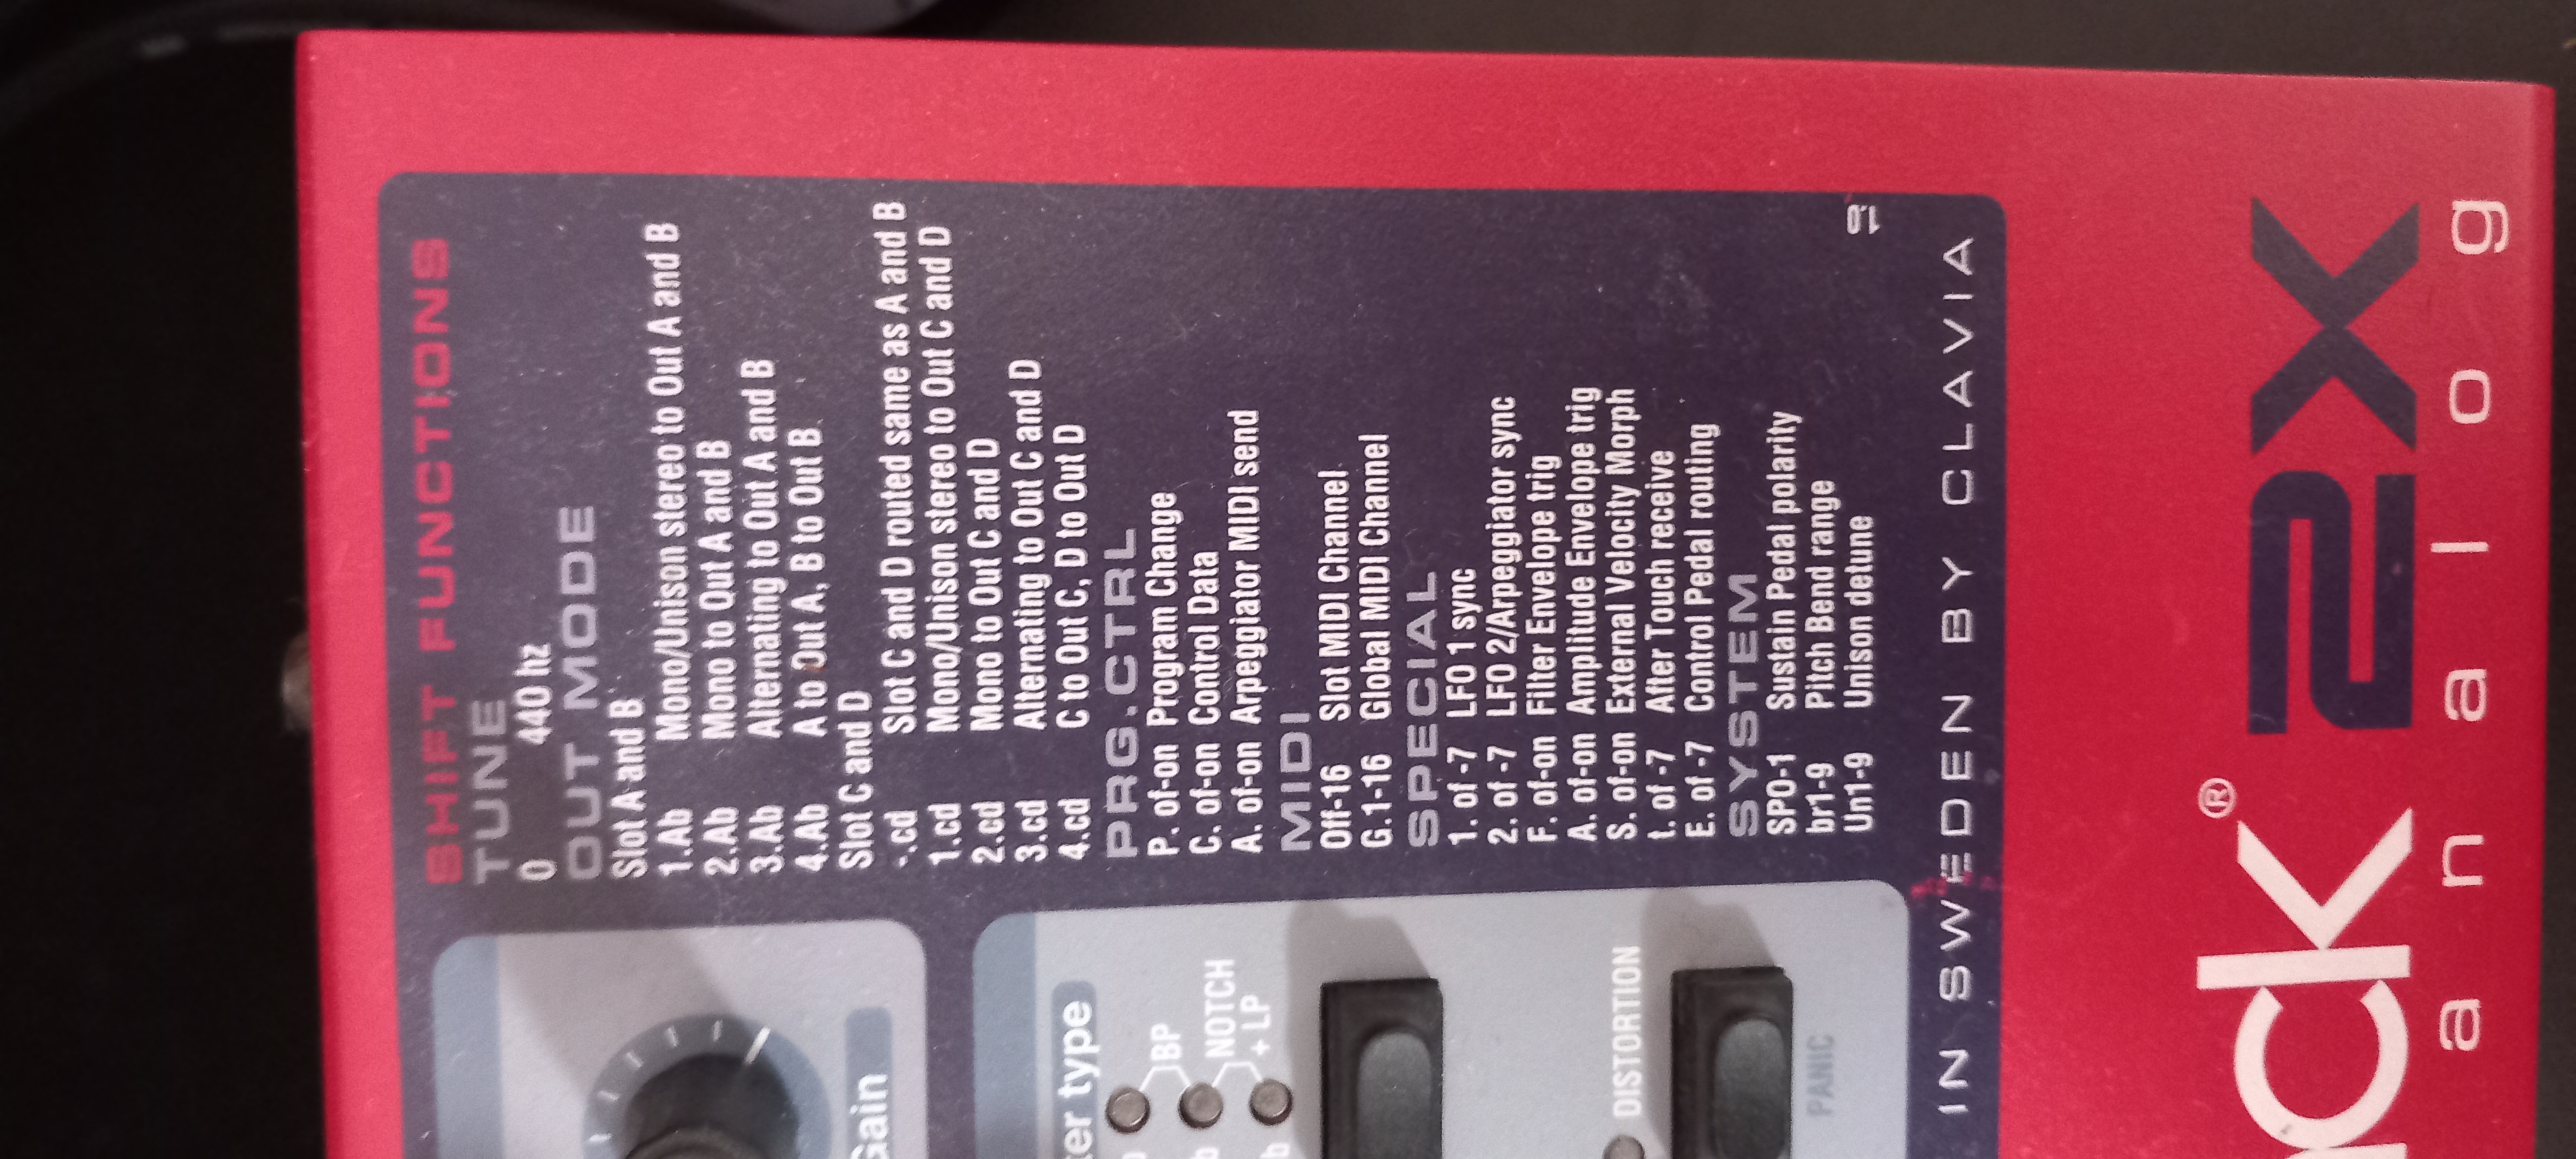 SHIFT FUNCTIONS
TUNE
0 440 hz
OUT MODE
Slot A and B
1.Ab Mono/Unison stereo to Out A and B
2.Ab Mono to Out A and B
3.Ab Alternating to Out A and B
4.Ab A to Out A, B to Out B
Slot C and D
-.cd Slot C and D routed same as A and B
1.cd Mono/Unison stereo to Out C and D
2.cd Mono to Out C and D
3.cd Alternating to Out C and D
4.cd C to Out C, D to Out D
PRG.CTRL
P. of-on Program Change
C. of-on Control Data
A. of-on Arpeggiator MIDI send
MIDI
Off-16 Slot MIDI Channel
G.1-16 Global MIDI Channel
SPECIAL
1. of -7 LFO 1 sync
2. of -7 LFO 2/Arpeggiator sync
F. of-on Filter Envelope trig
A. of-on Amplitude Envelope trig
S. of-on External Velocity Morph
t. of -7 After Touch receive
E. of -7 Control Pedal routing
SYSTEM
SP0-1 Sustain Pedal polarity
br1-9 Pitch Bend range
Un1-9 Unison detune
Gain
ter type
BP
NOTCH
+ LP
DISTORTION
PANIC
IN SWEDEN BY CLAVIA
ck® 2X
analog